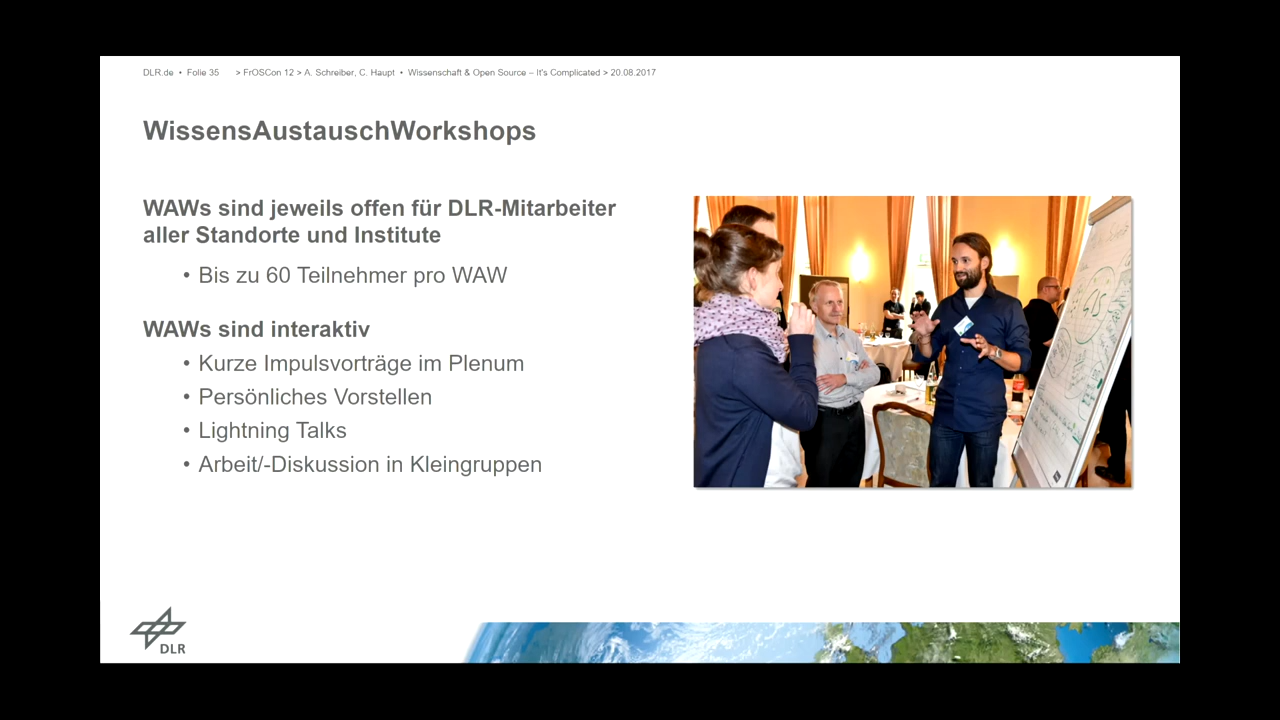 DLR.de • Folie 35 > FrOSCon 12 > A. Schreiber, C. Haupt • Wissenschaft & Open Source – It's Complicated > 20.08.2017
WissensAustauschWorkshops
WAWs sind jeweils offen für DLR-Mitarbeiter
aller Standorte und Institute
• Bis zu 60 Teilnehmer pro WAW
WAWs sind interaktiv
• Kurze Impulsvorträge im Plenum
• Persönliches Vorstellen
• Lightning Talks
• Arbeit/-Diskussion in Kleingruppen
DLR